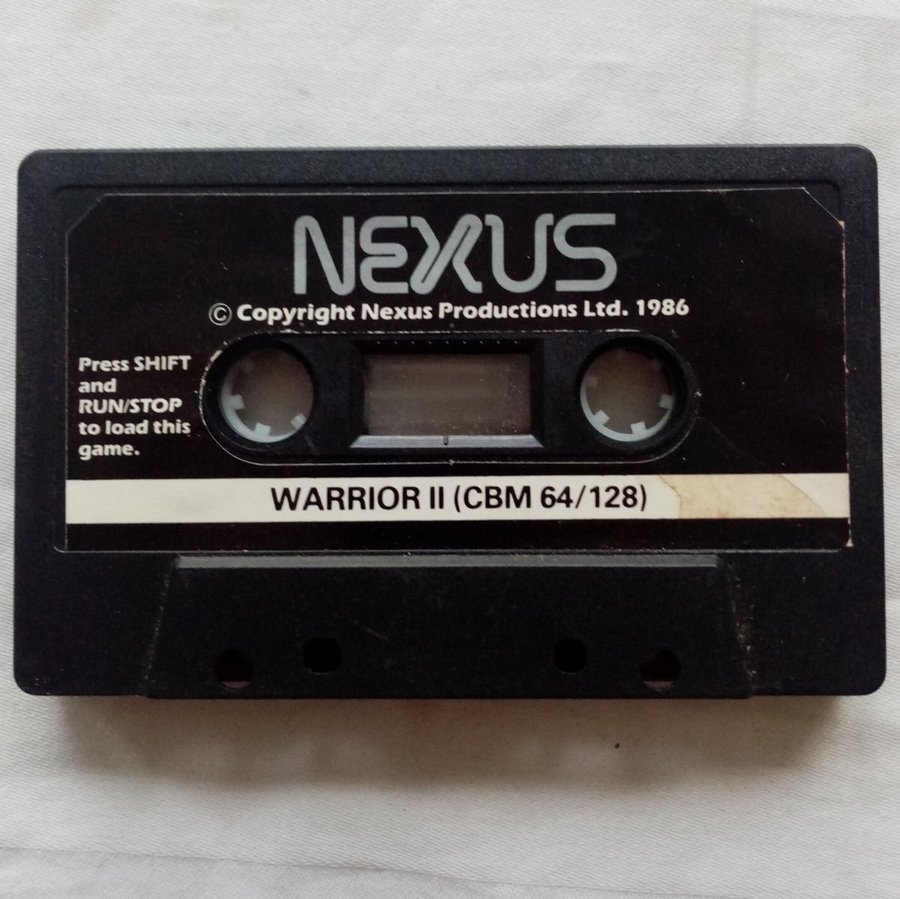 NEXUS
© Copyright Nexus Productions Ltd. 1986
Press SHIFT
and
RUN/STOP
to load this
game.
WARRIOR II (CBM 64/128)